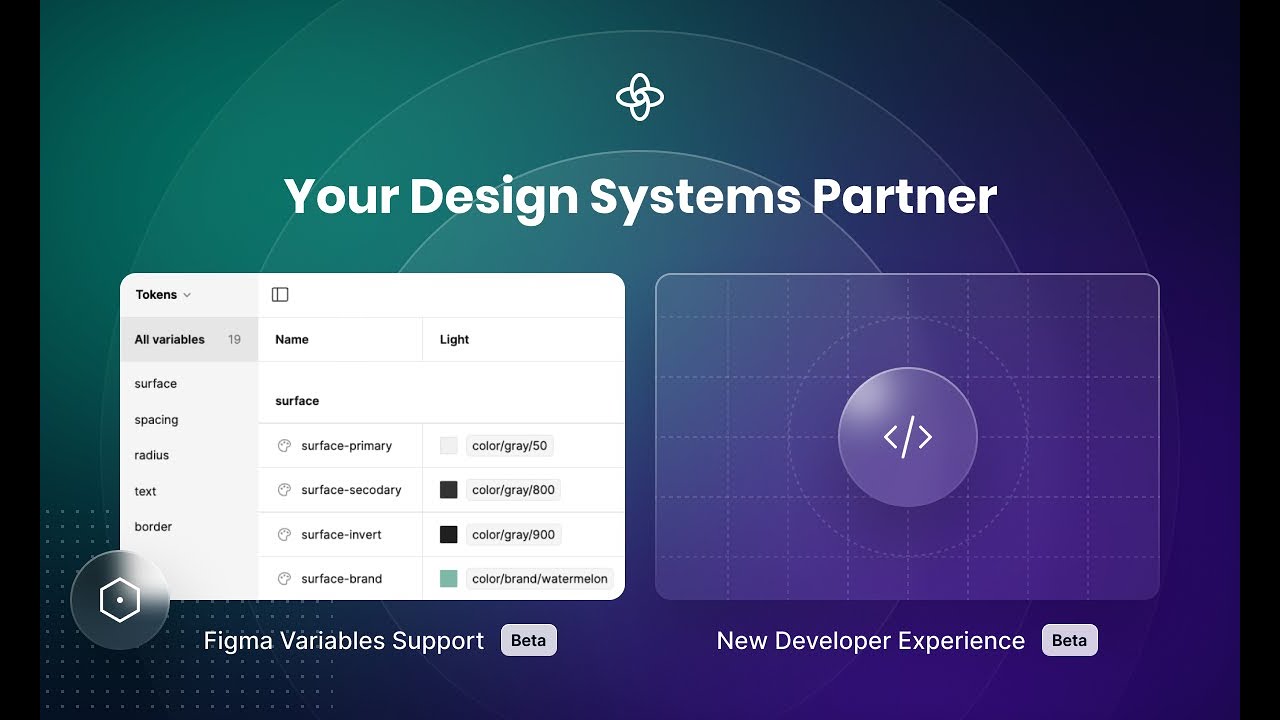 Your Design Systems Partner
Tokens
All variables 19
Name Light
surface
spacing
radius
text
border
surface
surface-primary color/gray/50
surface-secodary color/gray/800
surface-invert color/gray/900
surface-brand color/brand/watermelon
Figma Variables Support Beta
New Developer Experience Beta